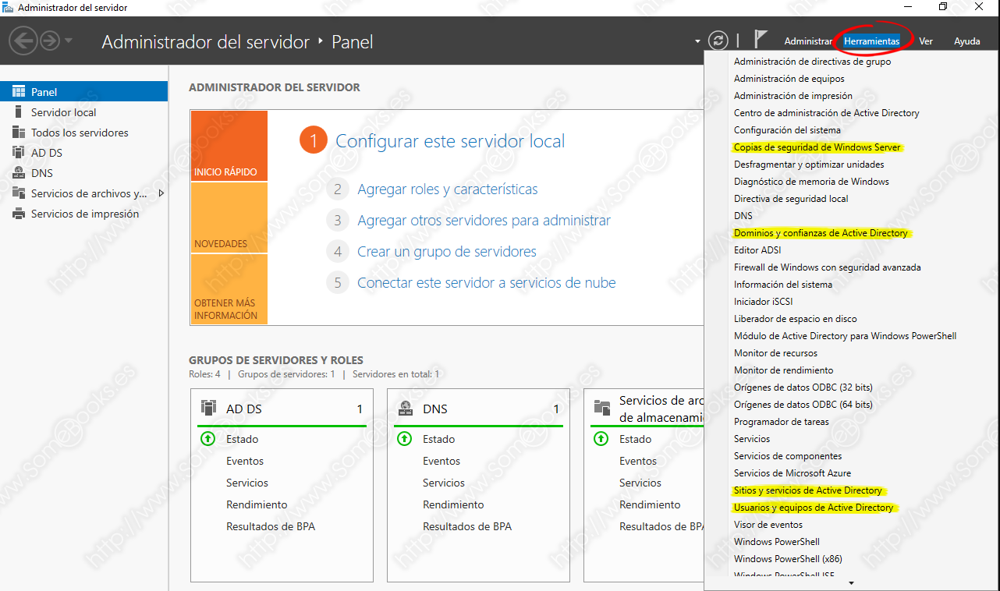 Administrador del servidor
Administrador del servidor ‣ Panel
Administrar
Herramientas
Ver
Ayuda
Panel
Servidor local
Todos los servidores
AD DS
DNS
Servicios de archivos y...
Servicios de impresión
ADMINISTRADOR DEL SERVIDOR
INICIO RÁPIDO
NOVEDADES
OBTENER MÁS
INFORMACIÓN
1 Configurar este servidor local
2 Agregar roles y características
3 Agregar otros servidores para administrar
4 Crear un grupo de servidores
5 Conectar este servidor a servicios de nube
GRUPOS DE SERVIDORES Y ROLES
Roles: 4 | Grupos de servidores: 1 | Servidores en total: 1
AD DS 1
Estado
Eventos
Servicios
Rendimiento
Resultados de BPA
DNS 1
Estado
Eventos
Servicios
Rendimiento
Resultados de BPA
Servicios de arc
de almacenami
Estado
Eventos
Servicios
Rendimiento
Resultados de BPA
Administración de directivas de grupo
Administración de equipos
Administración de impresión
Centro de administración de Active Directory
Configuración del sistema
Copias de seguridad de Windows Server
Desfragmentar y optimizar unidades
Diagnóstico de memoria de Windows
Directiva de seguridad local
DNS
Dominios y confianzas de Active Directory
Editor ADSI
Firewall de Windows con seguridad avanzada
Información del sistema
Iniciador iSCSI
Liberador de espacio en disco
Módulo de Active Directory para Windows PowerShell
Monitor de recursos
Monitor de rendimiento
Orígenes de datos ODBC (32 bits)
Orígenes de datos ODBC (64 bits)
Programador de tareas
Servicios
Servicios de componentes
Servicios de Microsoft Azure
Sitios y servicios de Active Directory
Usuarios y equipos de Active Directory
Visor de eventos
Windows PowerShell
Windows PowerShell (x86)
Windows PowerShell ISE
http://www.SomeBooks.es